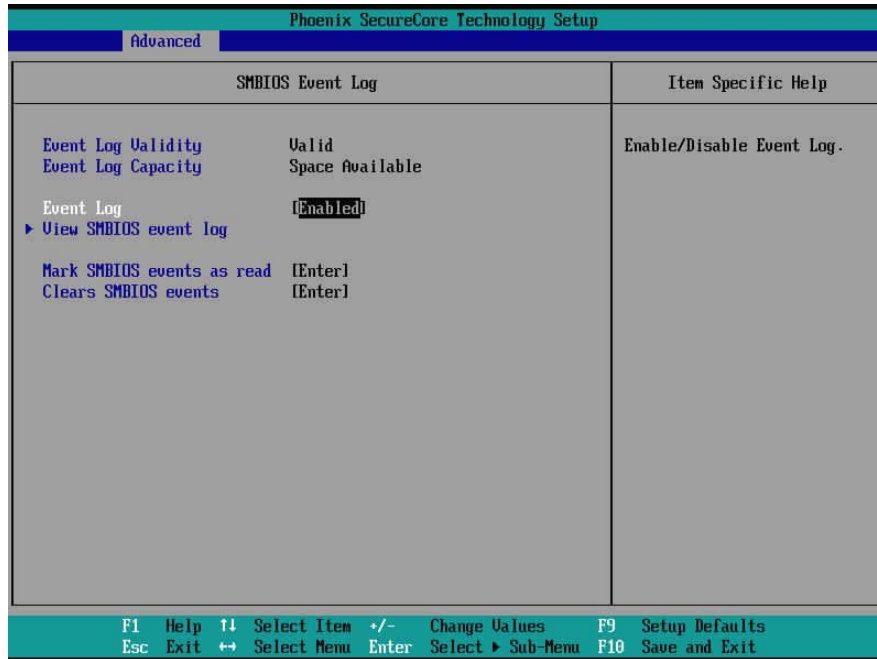 Phoenix SecureCore Technology Setup
Advanced
SMBIOS Event Log
Item Specific Help
Event Log Validity Valid
Event Log Capacity Space Available
Event Log [Enabled]
▶ View SMBIOS event log
Mark SMBIOS events as read [Enter]
Clears SMBIOS events [Enter]
Enable/Disable Event Log.
F1 Help ↑↓ Select Item +/- Change Values F9 Setup Defaults
Esc Exit ↔ Select Menu Enter Select ▶ Sub-Menu F10 Save and Exit